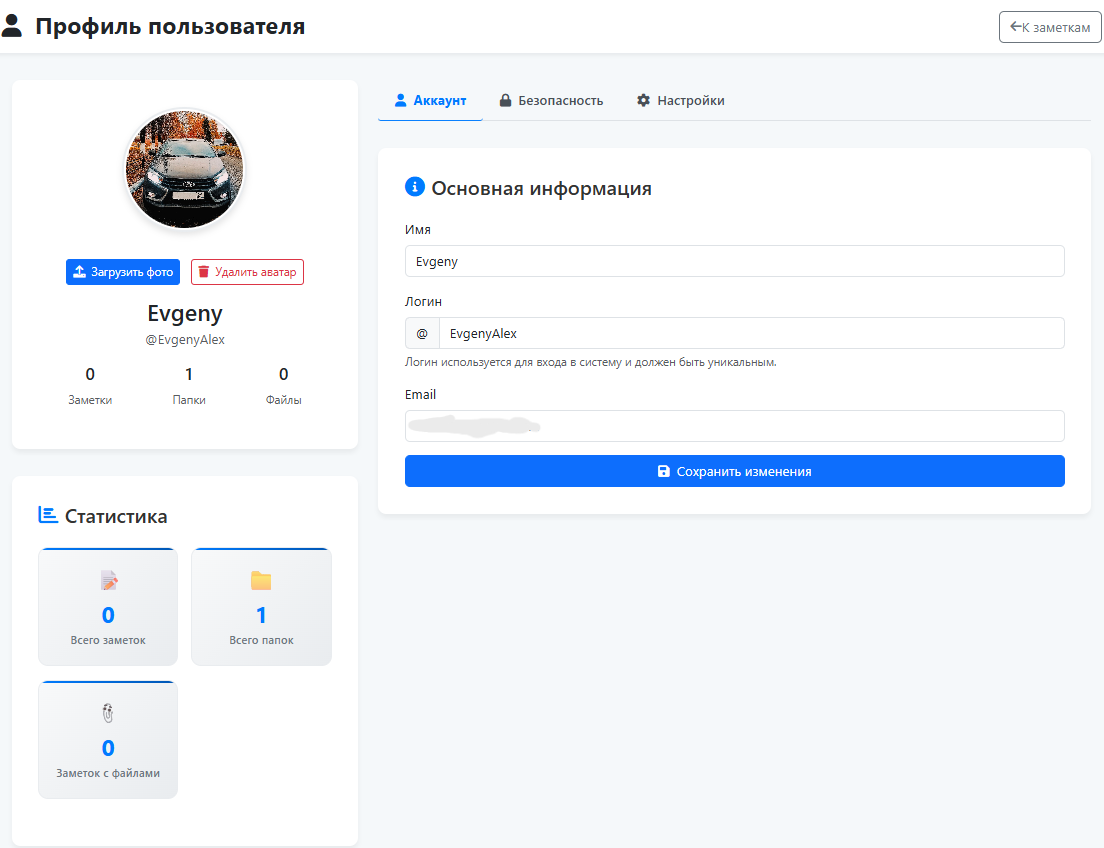 Профиль пользователя
К заметкам
Загрузить фото
Удалить аватар
Evgeny
@EvgenyAlex
0 1 0
Заметки Папки Файлы
Статистика
0
Всего заметок
1
Всего папок
0
Заметок с файлами
Аккаунт Безопасность Настройки
Основная информация
Имя
Evgeny
Логин
@ EvgenyAlex
Логин используется для входа в систему и должен быть уникальным.
Email
Сохранить изменения